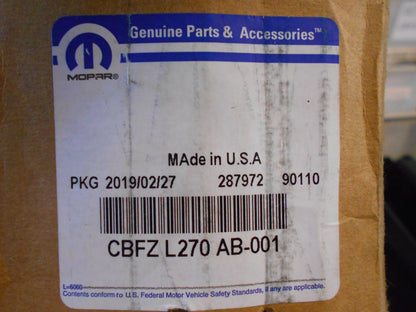 Genuine Parts & Accessories™
MOPAR®
MAde in U.S.A
PKG 2019/02/27 287972 90110
CBFZ L270 AB-001
L=6060
Contents conform to U.S. Federal Motor Vehicle Safety Standards, if any are applicable.